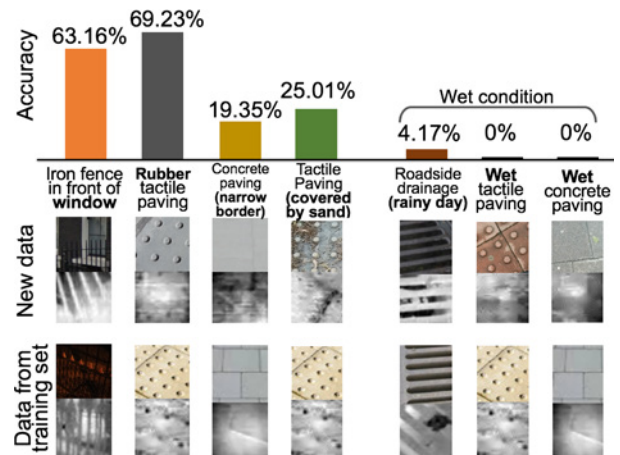 Accuracy
63.16%
69.23%
19.35%
25.01%
Wet condition
4.17%
0%
0%
Iron fence
in front of
window
Rubber
tactile
paving
Concrete
paving
(narrow
border)
Tactile
Paving
(covered
by sand)
Roadside
drainage
(rainy day)
Wet
tactile
paving
Wet
concrete
paving
New data
Data from
training set